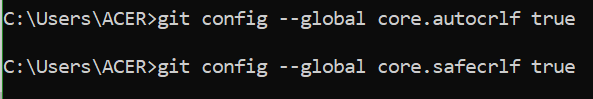 C:\Users\ACER>git config --global core.autocrlf true
C:\Users\ACER>git config --global core.safecrlf true